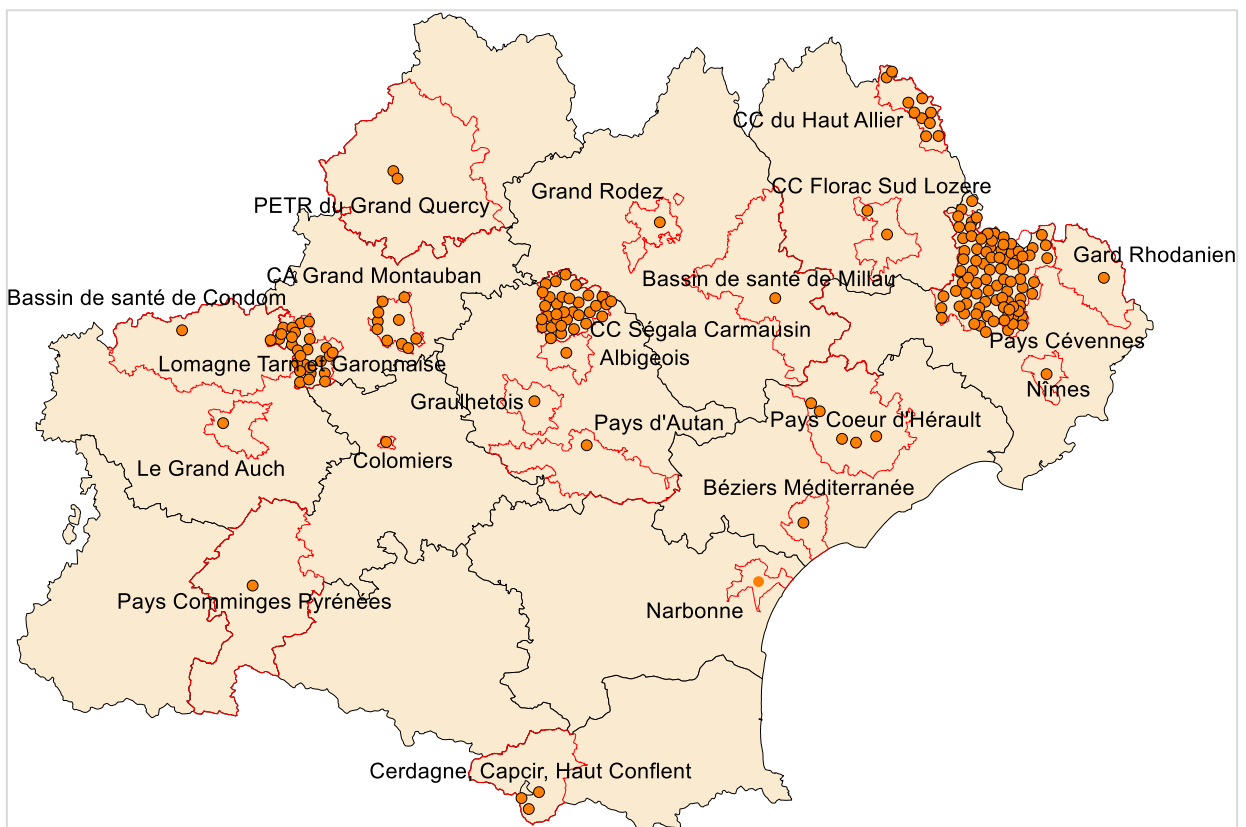 CC du Haut Allier
CC Florac Sud Lozere
Grand Rodez
PETR du Grand Quercy
Gard Rhodanien
CA Grand Montauban
Bassin de santé de Millau
Bassin de santé de Condom
CC Ségala Carmausin
Pays Cévennes
Albigeois
Lomagne Tarn et Garonnaise
Nîmes
Graulhetois
Pays d'Autan
Pays Coeur d'Hérault
Colomiers
Le Grand Auch
Béziers Méditerranée
Pays Comminges Pyrénées
Narbonne
Cerdagne, Capcir, Haut Conflent